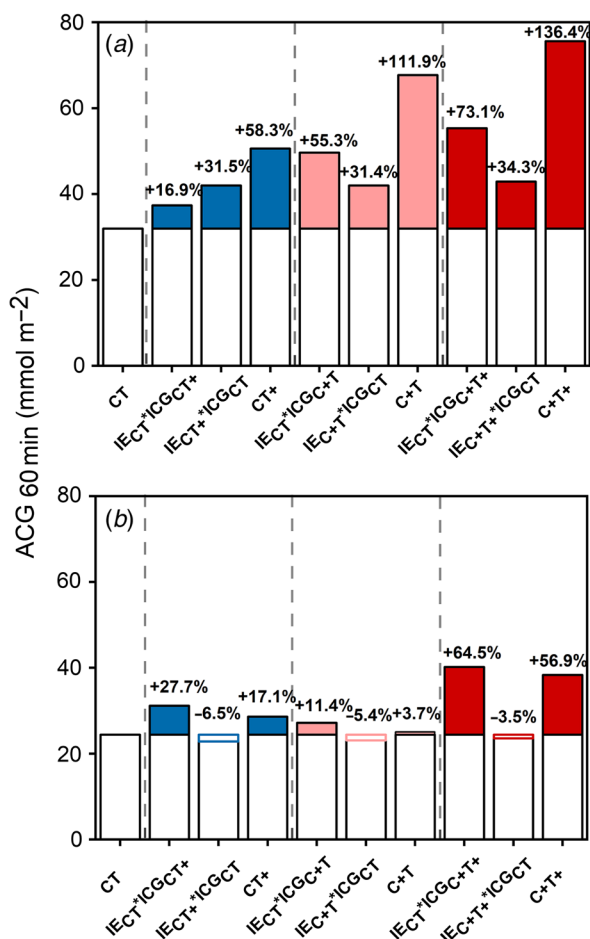 ACG 60 min (mmol m−2)
(a)
80
60
40
20
0
+16.9%
+31.5%
+58.3%
+55.3%
+31.4%
+111.9%
+73.1%
+34.3%
+136.4%
CT
IECT*ICGCT+
IECT+*ICGCT
CT+
IECT*ICGC+T
IEC+T*ICGCT
C+T
IECT*ICGC+T+
IEC+T+*ICGCT
C+T+
(b)
80
60
40
20
0
+27.7%
−6.5%
+17.1%
+11.4%
−5.4%
+3.7%
+64.5%
−3.5%
+56.9%
CT
IECT*ICGCT+
IECT+*ICGCT
CT+
IECT*ICGC+T
IEC+T*ICGCT
C+T
IECT*ICGC+T+
IEC+T+*ICGCT
C+T+